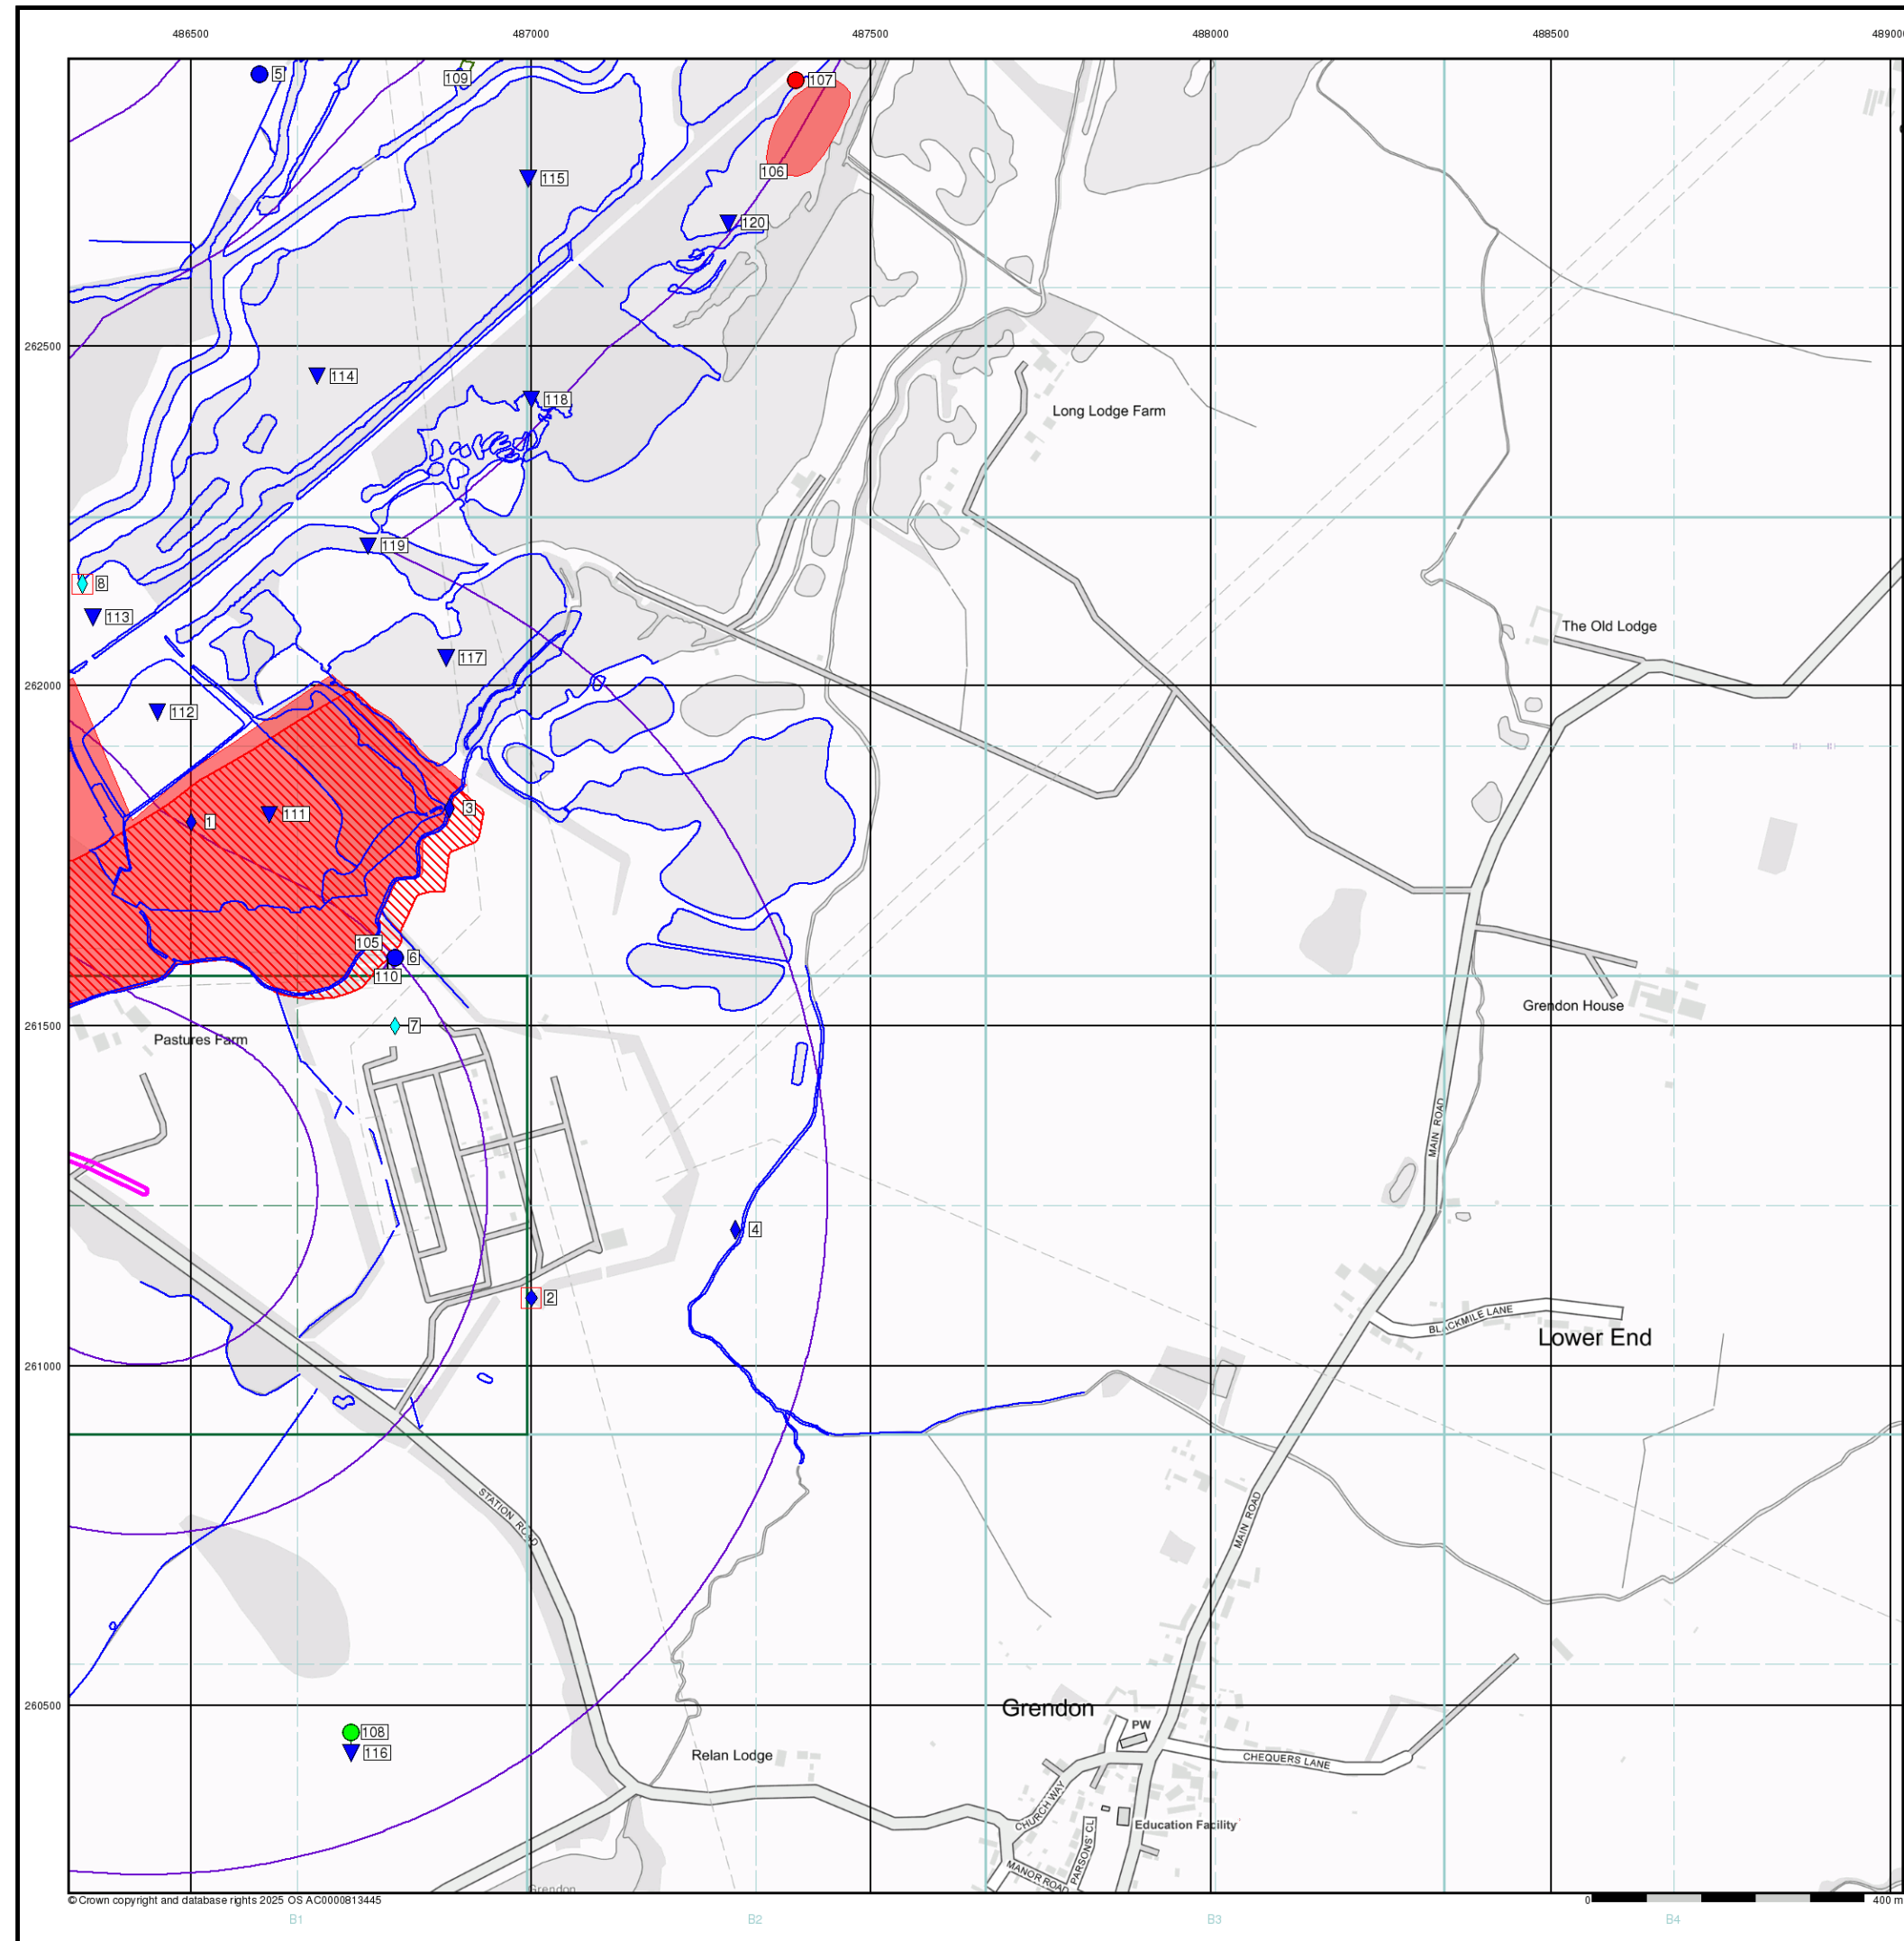 486500 487000 487500 488000 488500 489000
5
109
107
115
106
120
262500
114
118
Long Lodge Farm
119
8
113
The Old Lodge
117
262000
112
3
111
1
105
6
110
Grendon House
261500
7
Pastures Farm
MAIN ROAD
4
2
BLACKMILE LANE
Lower End
261000
STATION ROAD
MAIN ROAD
260500
Grendon
108
PW
116
Relan Lodge
CHEQUERS LANE
CHURCH WAY
Education Facility
PARSONS' CL
MANOR ROAD
Grendon
© Crown copyright and database rights 2025 OS AC0000813445
0 400 m
B1 B2 B3 B4